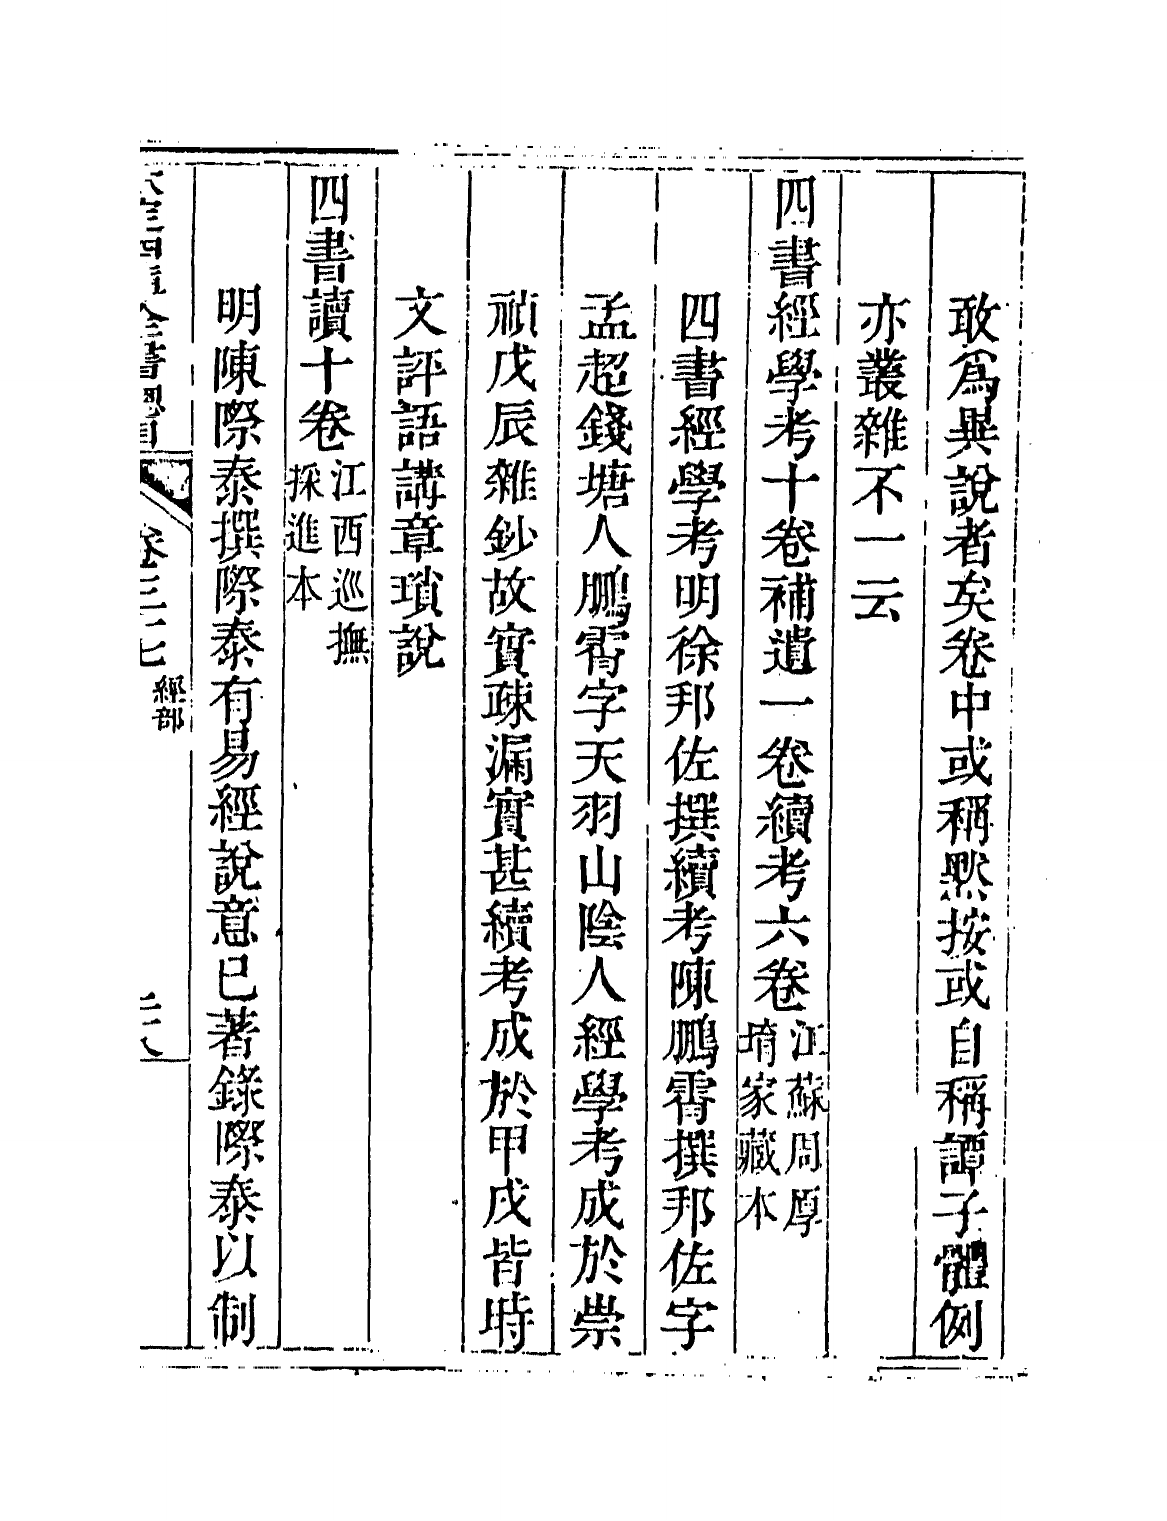 敢為異說者矣卷中或稱默按或自稱譚子體例
亦叢雜不一云
四書經學考十卷補遺一卷續考六卷江蘇周厚
堉家藏本
四書經學考明徐邦佐撰續考陳鵬霄撰邦佐字
孟超錢塘人鵬霄字天羽山陰人經學考成於崇
禎戊辰雜鈔故實疎漏實甚續考成於甲戌皆時
文評語講章瑣說
四書讀十卷江西巡撫
採進本
明陳際泰撰際泰有易經說意已著錄際泰以制
欽定四庫全書總目 卷三十七 經部